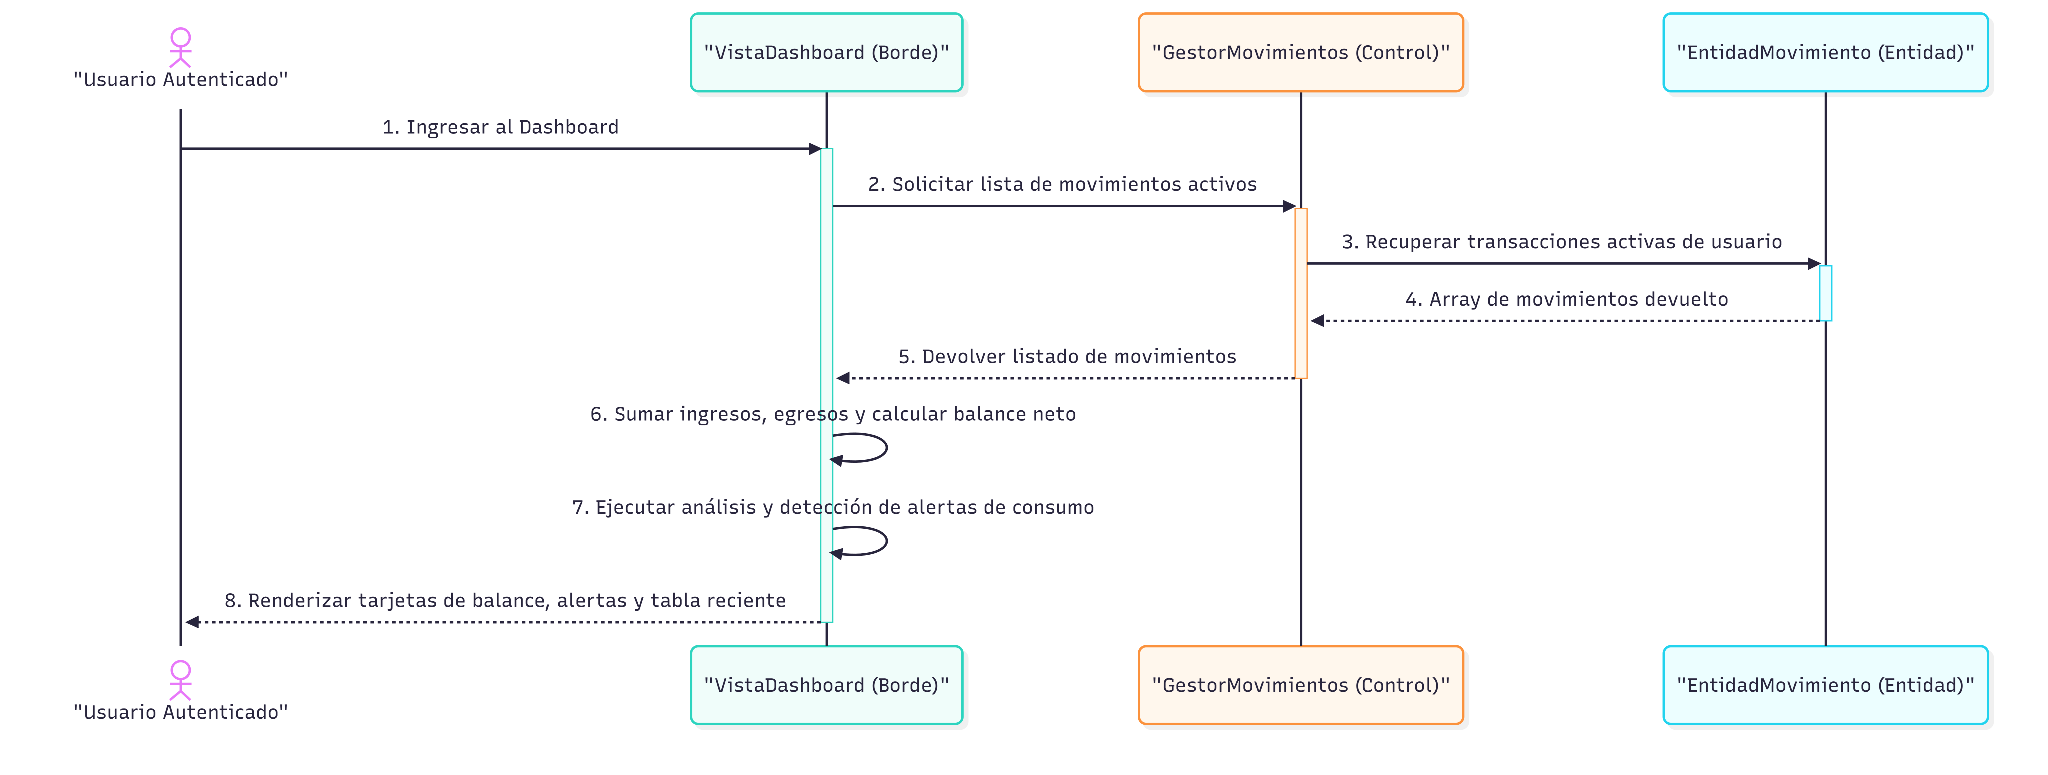 "Usuario Autenticado"
"VistaDashboard (Borde)"
"GestorMovimientos (Control)"
"EntidadMovimiento (Entidad)"
1. Ingresar al Dashboard
2. Solicitar lista de movimientos activos
3. Recuperar transacciones activas de usuario
4. Array de movimientos devuelto
5. Devolver listado de movimientos
6. Sumar ingresos, egresos y calcular balance neto
7. Ejecutar análisis y detección de alertas de consumo
8. Renderizar tarjetas de balance, alertas y tabla reciente
"Usuario Autenticado"
"VistaDashboard (Borde)"
"GestorMovimientos (Control)"
"EntidadMovimiento (Entidad)"